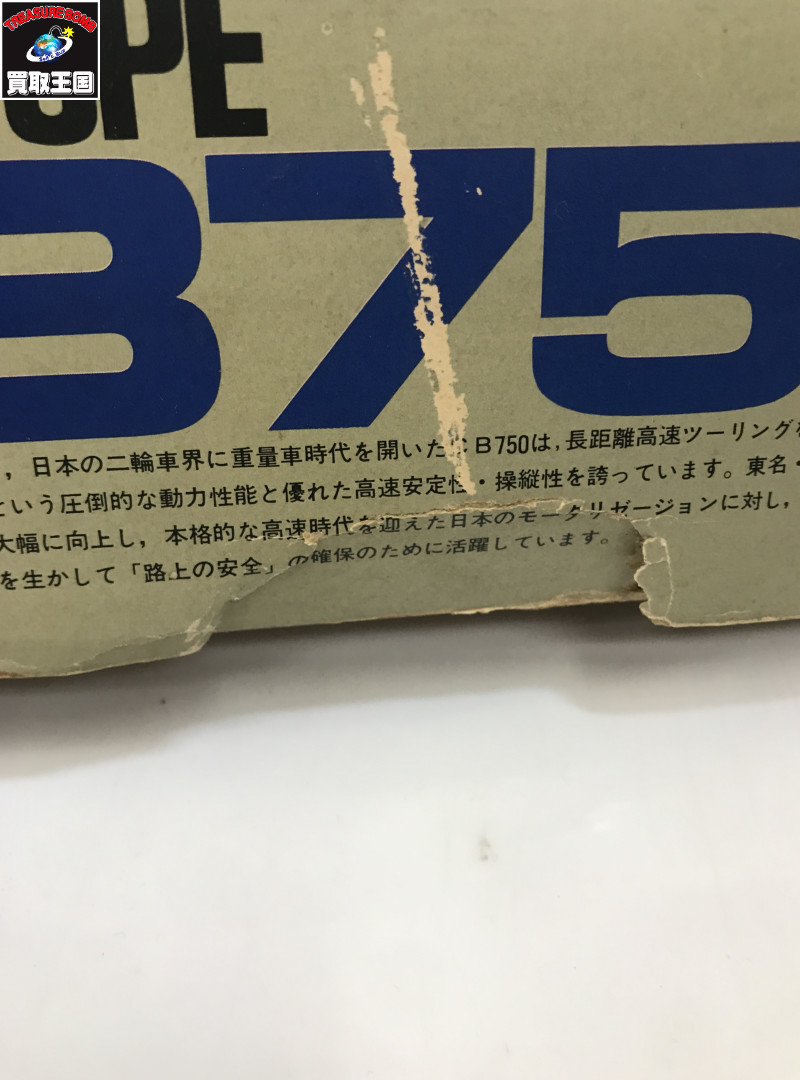 TREASURE BOMB
買取王国
OPE
B75
，日本の二輪車界に重量車時代を開いたCB750は，長距離高速ツーリング
という圧倒的な動力性能と優れた高速安定性・操縦性を誇っています。東名・
大幅に向上し，本格的な高速時代を迎えた日本のモータリゼーションに対し，
を生かして「路上の安全」の確保のために活躍しています。